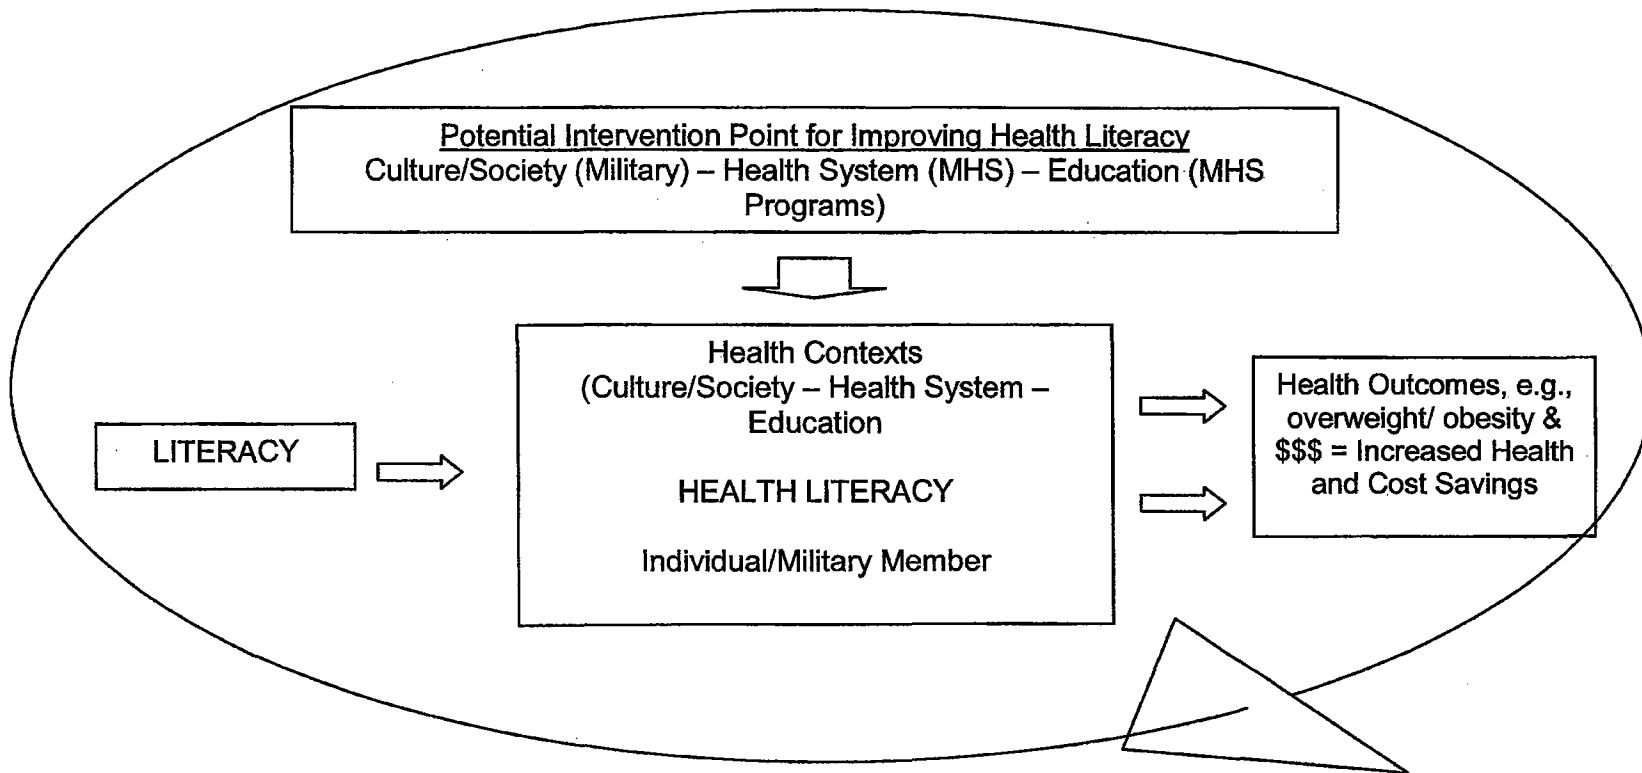 Potential Intervention Point for Improving Health Literacy
Culture/Society (Military) – Health System (MHS) – Education (MHS
Programs)
Health Contexts
(Culture/Society – Health System –
Education
HEALTH LITERACY
Individual/Military Member
LITERACY
Health Outcomes, e.g.,
overweight/ obesity &
$$$ = Increased Health
and Cost Savings